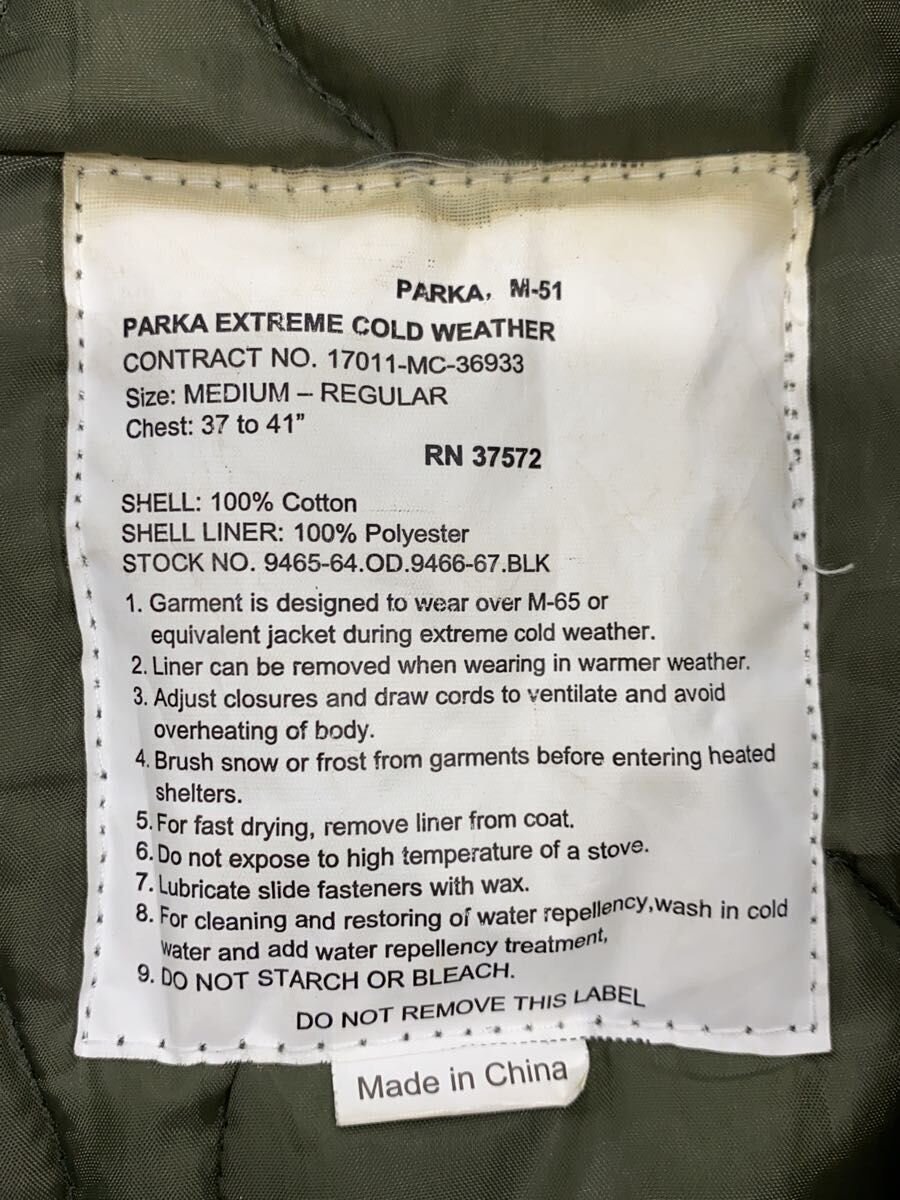 PARKA, M-51
PARKA EXTREME COLD WEATHER
CONTRACT NO. 17011-MC-36933
Size: MEDIUM – REGULAR
Chest: 37 to 41”
RN 37572
SHELL: 100% Cotton
SHELL LINER: 100% Polyester
STOCK NO. 9465-64.OD.9466-67.BLK
1. Garment is designed to wear over M-65 or
equivalent jacket during extreme cold weather.
2. Liner can be removed when wearing in warmer weather.
3. Adjust closures and draw cords to ventilate and avoid
overheating of body.
4. Brush snow or frost from garments before entering heated
shelters.
5. For fast drying, remove liner from coat.
6. Do not expose to high temperature of a stove.
7. Lubricate slide fasteners with wax.
8. For cleaning and restoring of water repellency,wash in cold
water and add water repellency treatment,
9. DO NOT STARCH OR BLEACH.
DO NOT REMOVE THIS LABEL
Made in China